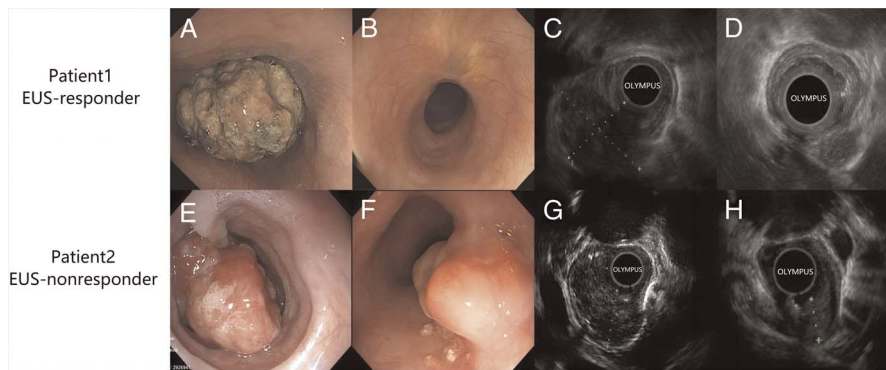 Patient1
EUS-responder
A
B
C
D
OLYMPUS
OLYMPUS
Patient2
EUS-nonresponder
E
F
G
H
OLYMPUS
OLYMPUS